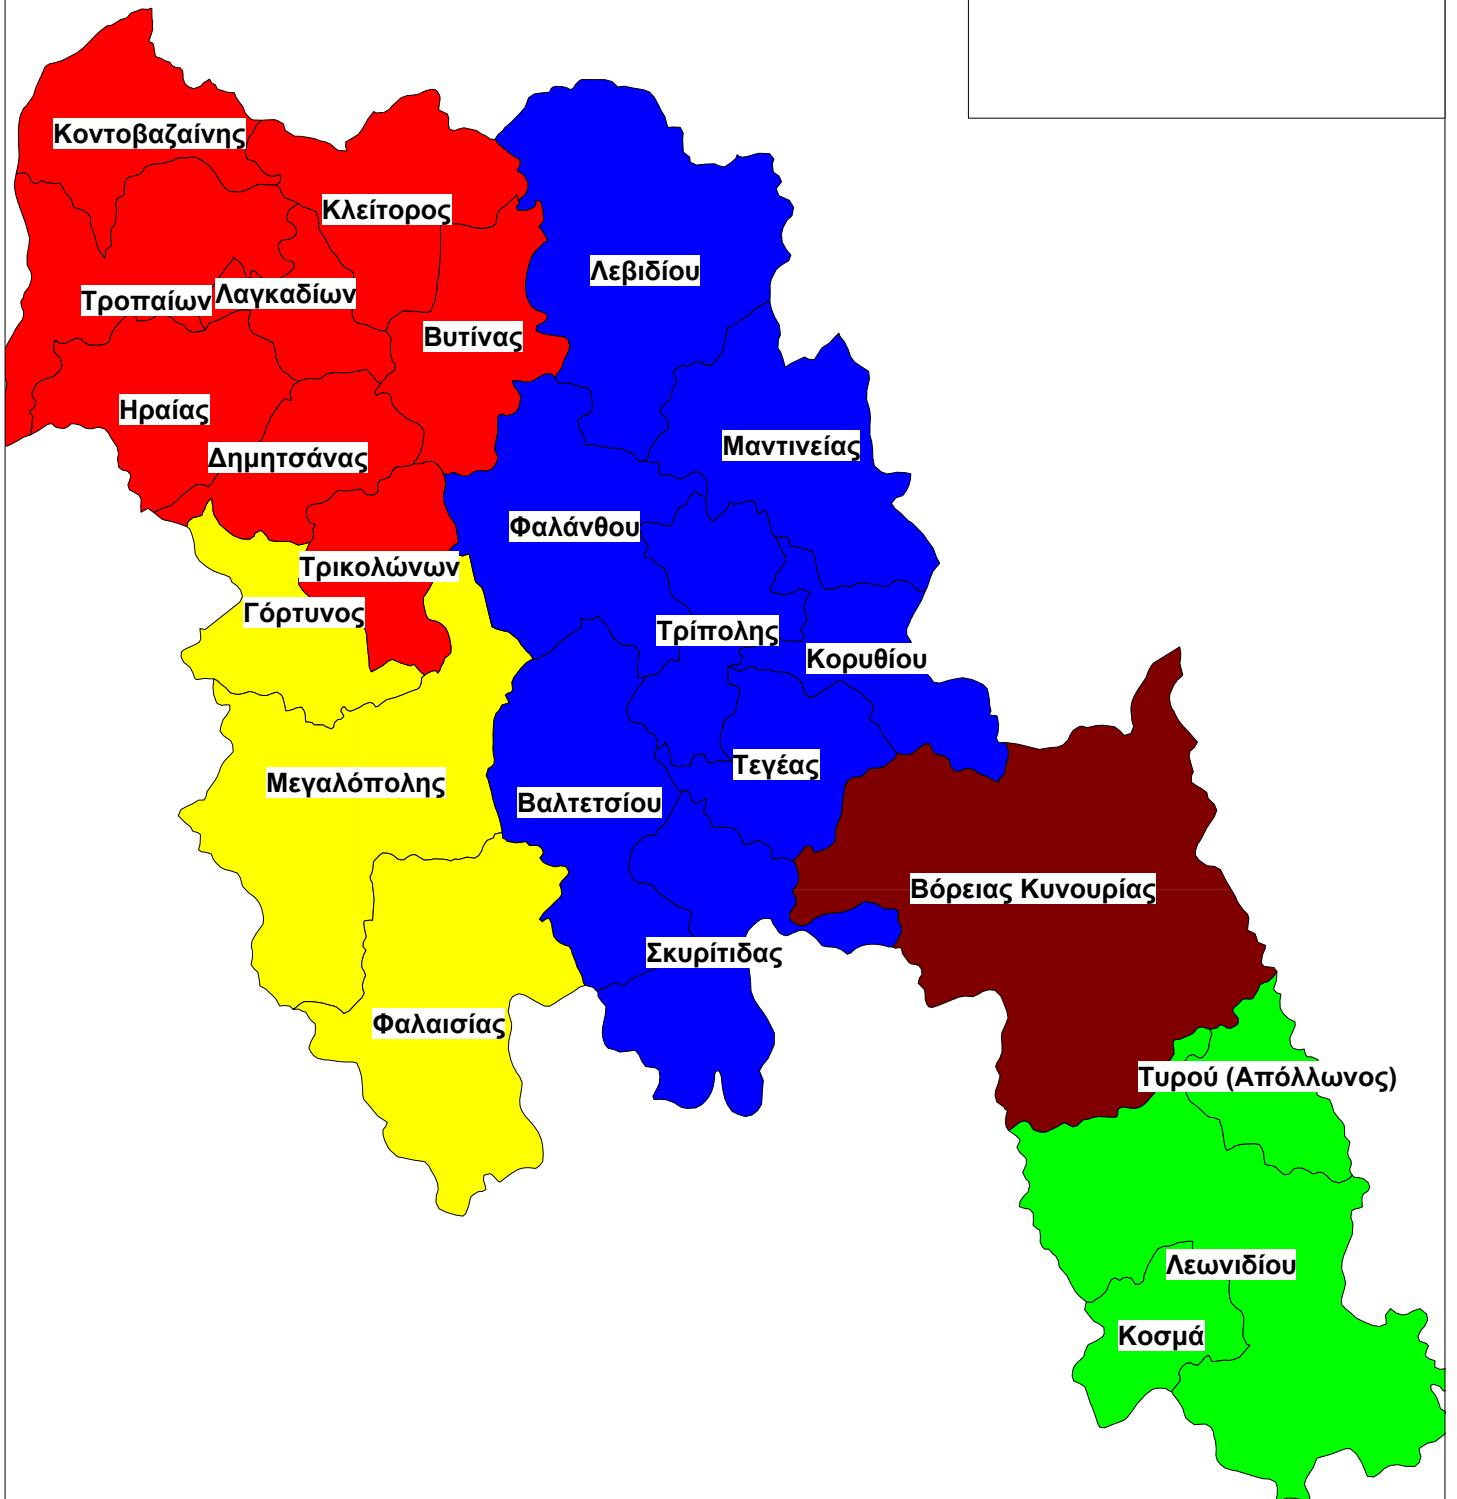 Κοντοβαζαίνης
Κλείτορος
Λεβιδίου
Τροπαίων
Λαγκαδίων
Βυτίνας
Ηραίας
Μαντινείας
Δημητσάνας
Φαλάνθου
Τρικολώνων
Γόρτυνος
Τρίπολης
Κορυθίου
Τεγέας
Μεγαλόπολης
Βαλτετσίου
Βόρειας Κυνουρίας
Σκυρίτιδας
Φαλαισίας
Τυρού (Απόλλωνος)
Λεωνιδίου
Κοσμά